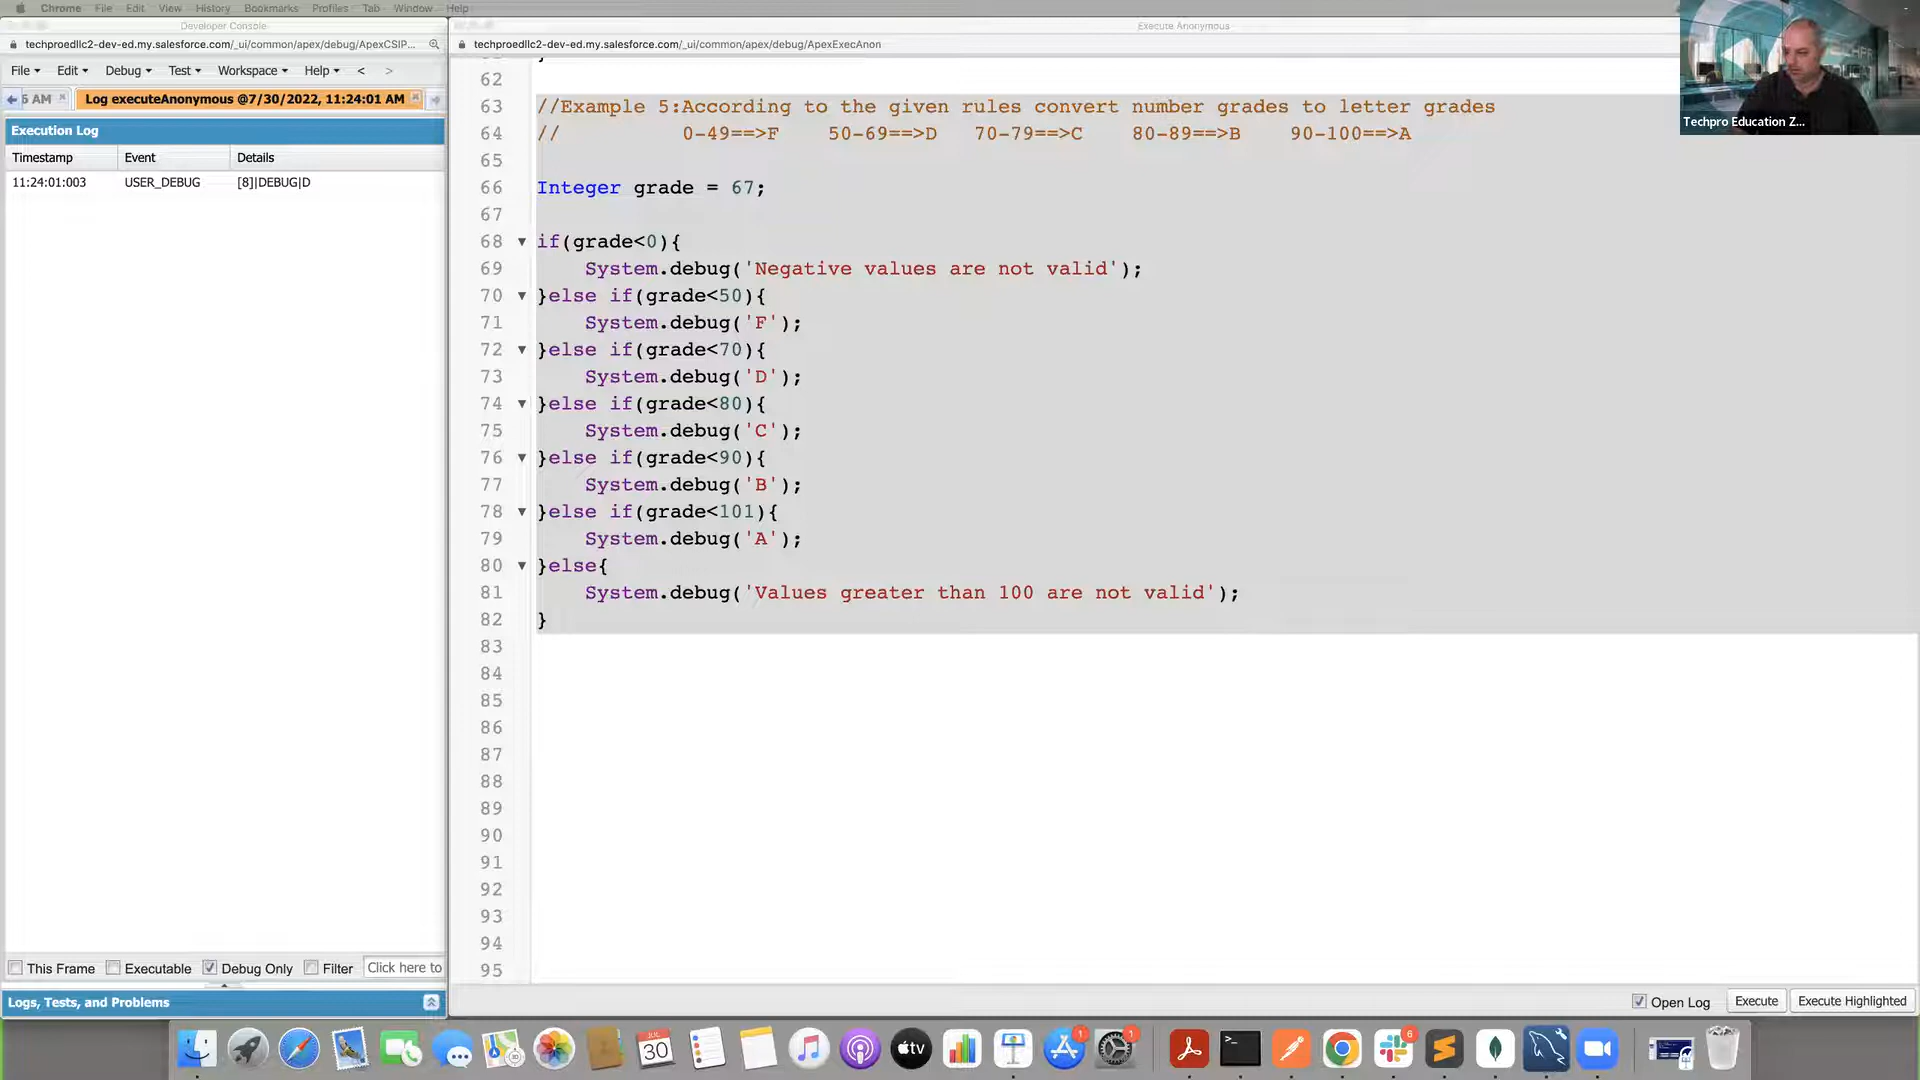 Chrome File Edit View History Bookmarks Profiles Tab Window Help
Developer Console
techproedllc2-dev-ed.my.salesforce.com/_ui/common/apex/debug/ApexCSIP...
File Edit Debug Test Workspace Help < >
5 AM
Log executeAnonymous @7/30/2022, 11:24:01 AM
Execution Log
Timestamp Event Details
11:24:01:003 USER_DEBUG [8]|DEBUG|D
This Frame Executable Debug Only Filter Click here to
Logs, Tests, and Problems
Execute Anonymous
techproedllc2-dev-ed.my.salesforce.com/_ui/common/apex/debug/ApexExecAnon
}
62
63 //Example 5:According to the given rules convert number grades to letter grades
64 // 0-49==>F 50-69==>D 70-79==>C 80-89==>B 90-100==>A
65
66 Integer grade = 67;
67
68 if(grade<0){
69 System.debug('Negative values are not valid');
70 }else if(grade<50){
71 System.debug('F');
72 }else if(grade<70){
73 System.debug('D');
74 }else if(grade<80){
75 System.debug('C');
76 }else if(grade<90){
77 System.debug('B');
78 }else if(grade<101){
79 System.debug('A');
80 }else{
81 System.debug('Values greater than 100 are not valid');
82 }
83
84
85
86
87
88
89
90
91
92
93
94
95
Open Log Execute Execute Highlighted
Techpro Education Z...
JUL
30
tv
1
1
6